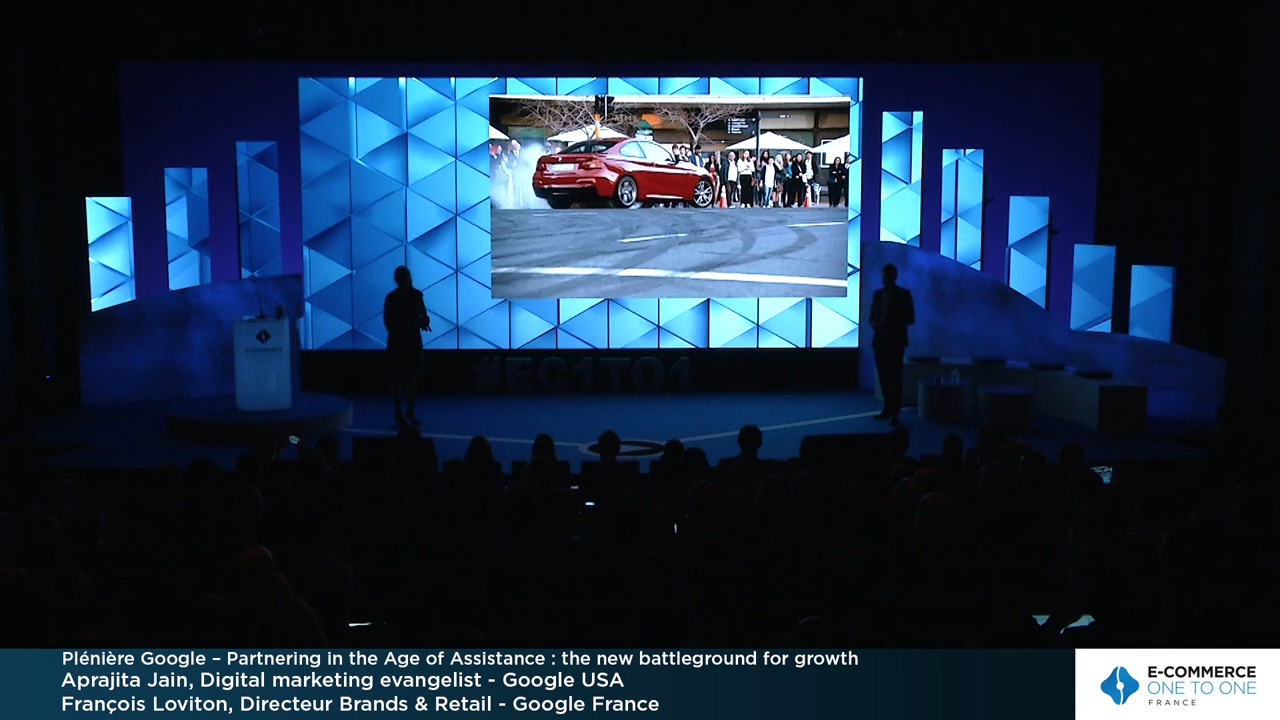 E-COMMERCE
#EC1TO1
Plénière Google – Partnering in the Age of Assistance : the new battleground for growth
Aprajita Jain, Digital marketing evangelist - Google USA
François Loviton, Directeur Brands & Retail - Google France
E-COMMERCE
ONE TO ONE
FRANCE